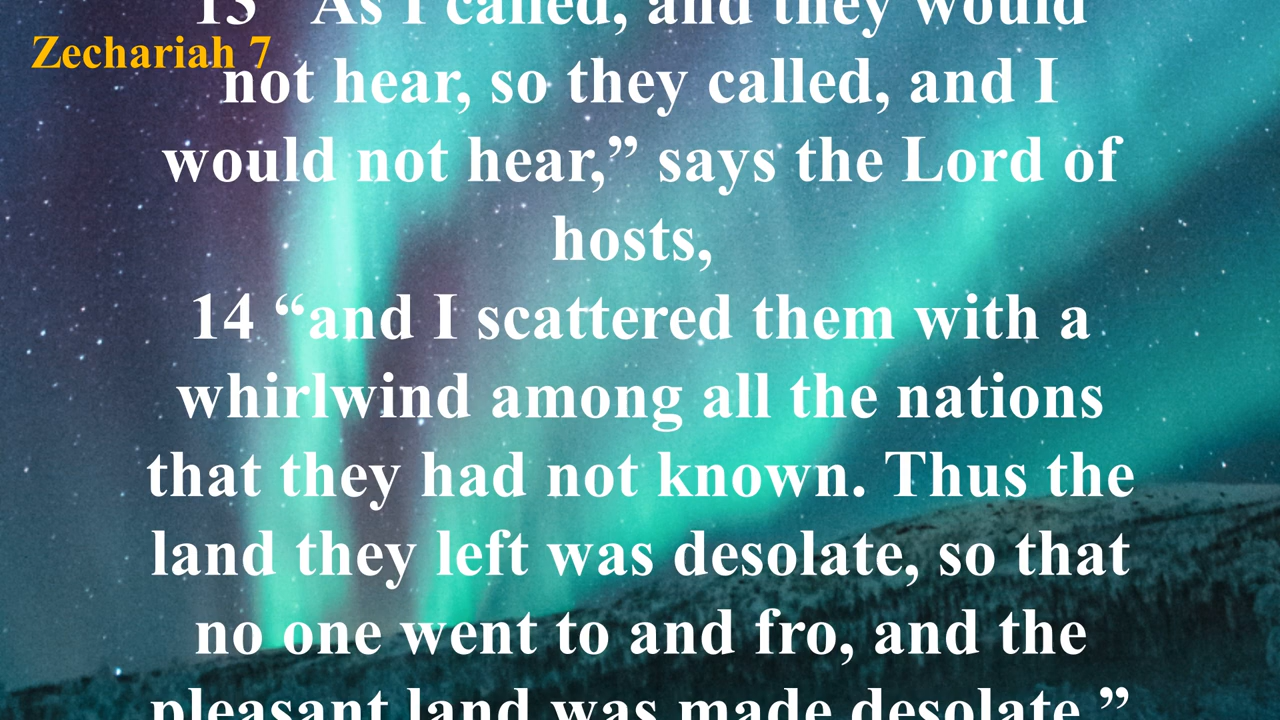 Zechariah 7
13 “As I called, and they would
not hear, so they called, and I
would not hear,” says the Lord of
hosts,
14 “and I scattered them with a
whirlwind among all the nations
that they had not known. Thus the
land they left was desolate, so that
no one went to and fro, and the
pleasant land was made desolate.”